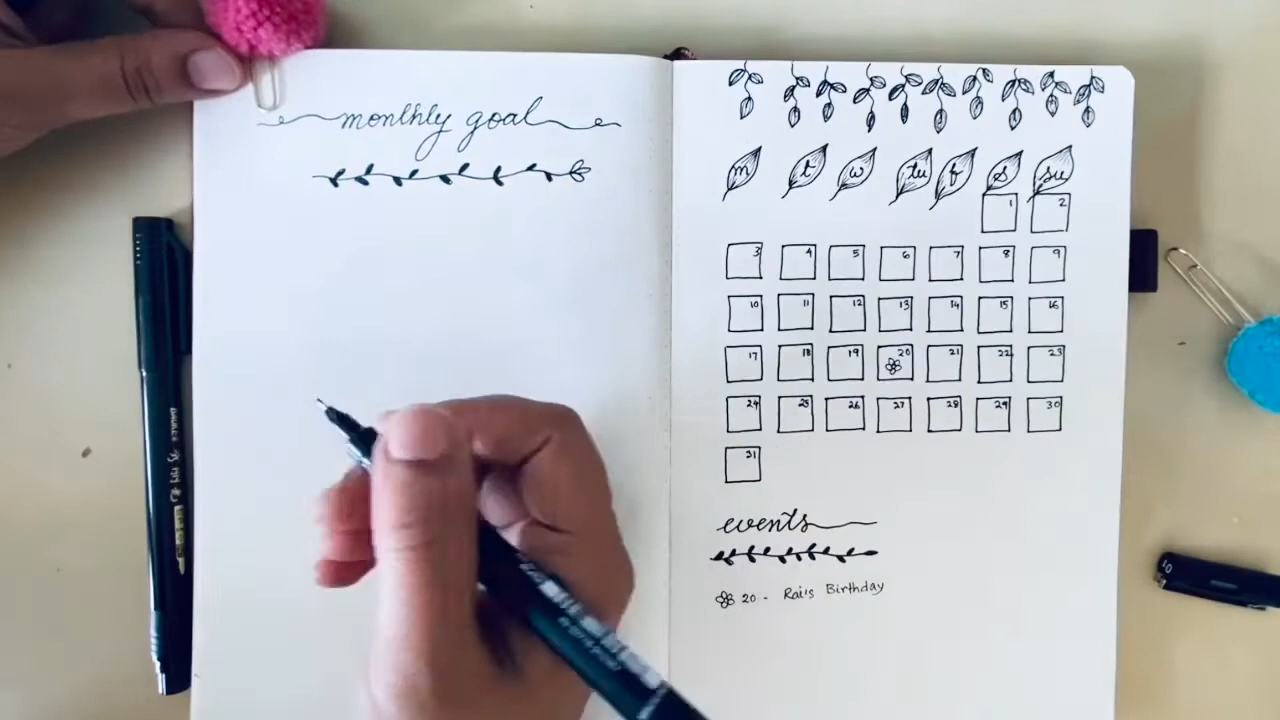 monthly goal
m t w tu f s su
1 2
3 4 5 6 7 8 9
10 11 12 13 14 15 16
17 18 19 20 21 22 23
24 25 26 27 28 29 30
31
events
20 - Rai's Birthday